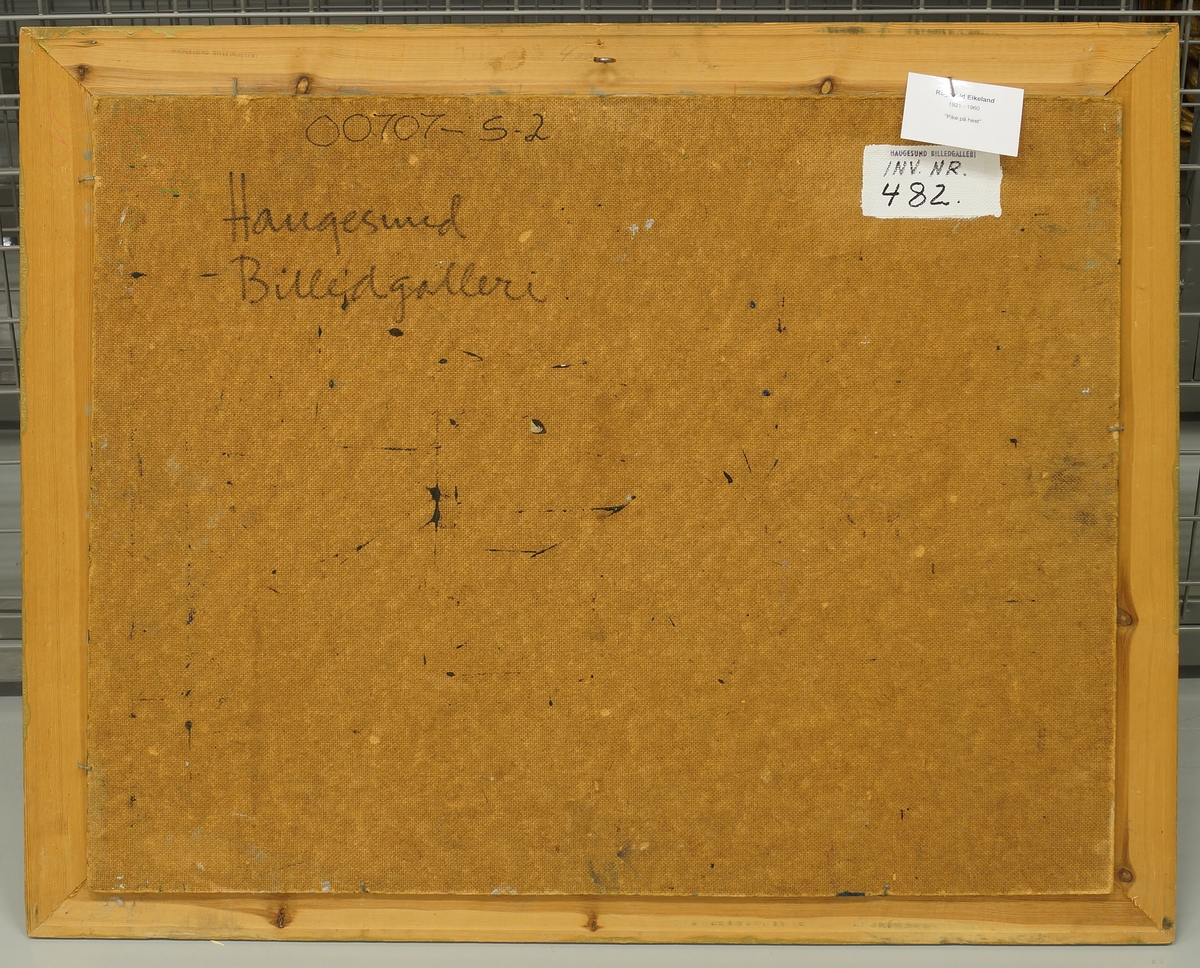 00707-S-2
Haugesund
Billedgalleri
Eikeland
1921 - 1960
"Pike på hest"
HAUGESUND BILLEDGALLERI
INV. NR.
482.